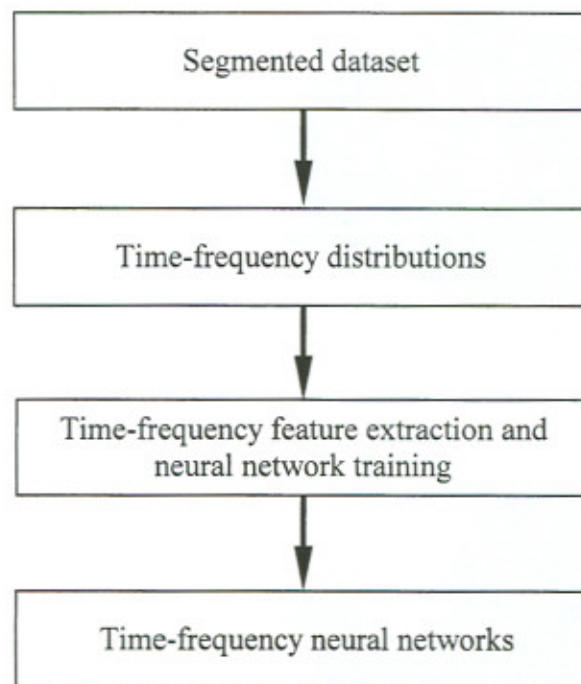 Segmented dataset
Time-frequency distributions
Time-frequency feature extraction and
neural network training
Time-frequency neural networks